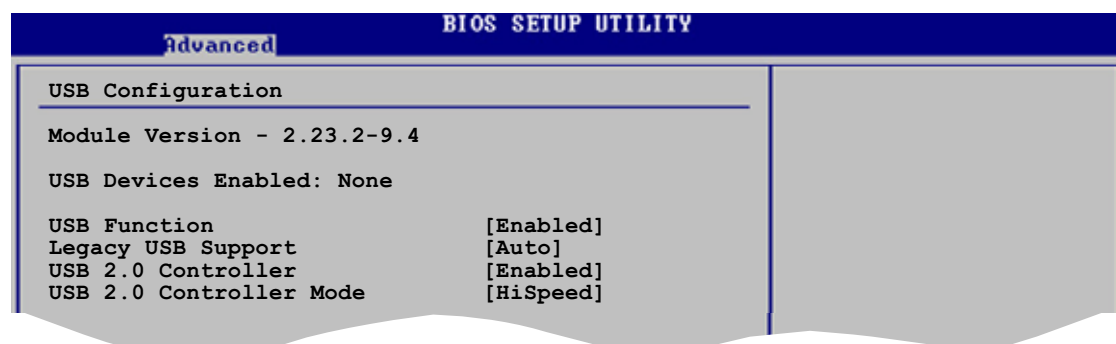 BIOS SETUP UTILITY
Advanced
USB Configuration
Module Version - 2.23.2-9.4
USB Devices Enabled: None
USB Function [Enabled]
Legacy USB Support [Auto]
USB 2.0 Controller [Enabled]
USB 2.0 Controller Mode [HiSpeed]